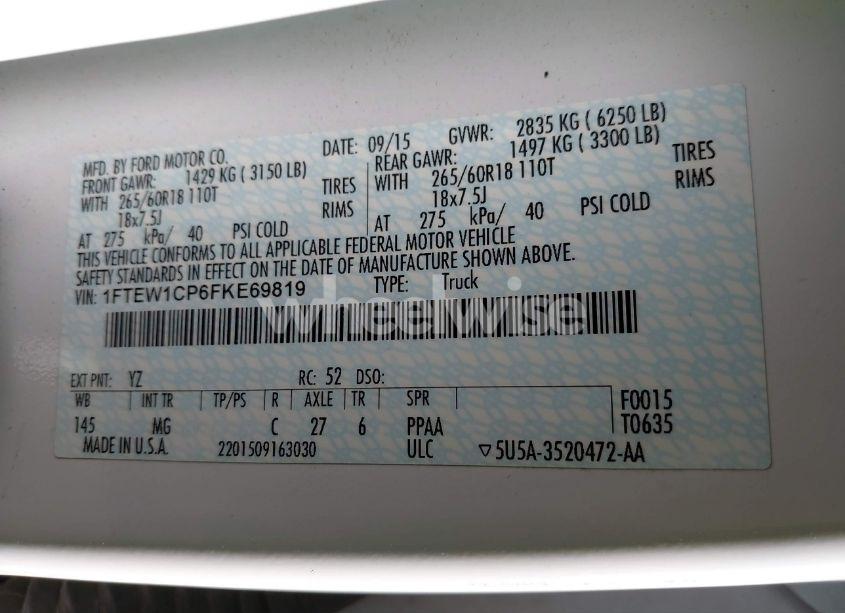 MFD. BY FORD MOTOR CO. DATE: 09/15 GVWR: 2835 KG ( 6250 LB)
FRONT GAWR: 1429 KG ( 3150 LB) REAR GAWR: 1497 KG ( 3300 LB)
WITH 265/60R18 110T TIRES WITH 265/60R18 110T TIRES
18x7.5J RIMS 18x7.5J RIMS
AT 275 kPa/ 40 PSI COLD AT 275 kPa/ 40 PSI COLD
THIS VEHICLE CONFORMS TO ALL APPLICABLE FEDERAL MOTOR VEHICLE
SAFETY STANDARDS IN EFFECT ON THE DATE OF MANUFACTURE SHOWN ABOVE.
VIN: 1FTEW1CP6FKE69819 TYPE: Truck
wheelwise
EXT PNT: YZ RC: 52 DSO:
WB INT TR TP/PS R AXLE TR SPR F0015
145 MG C 27 6 PPAA T0635
MADE IN U.S.A. 2201509163030 ULC ▽5U5A-3520472-AA